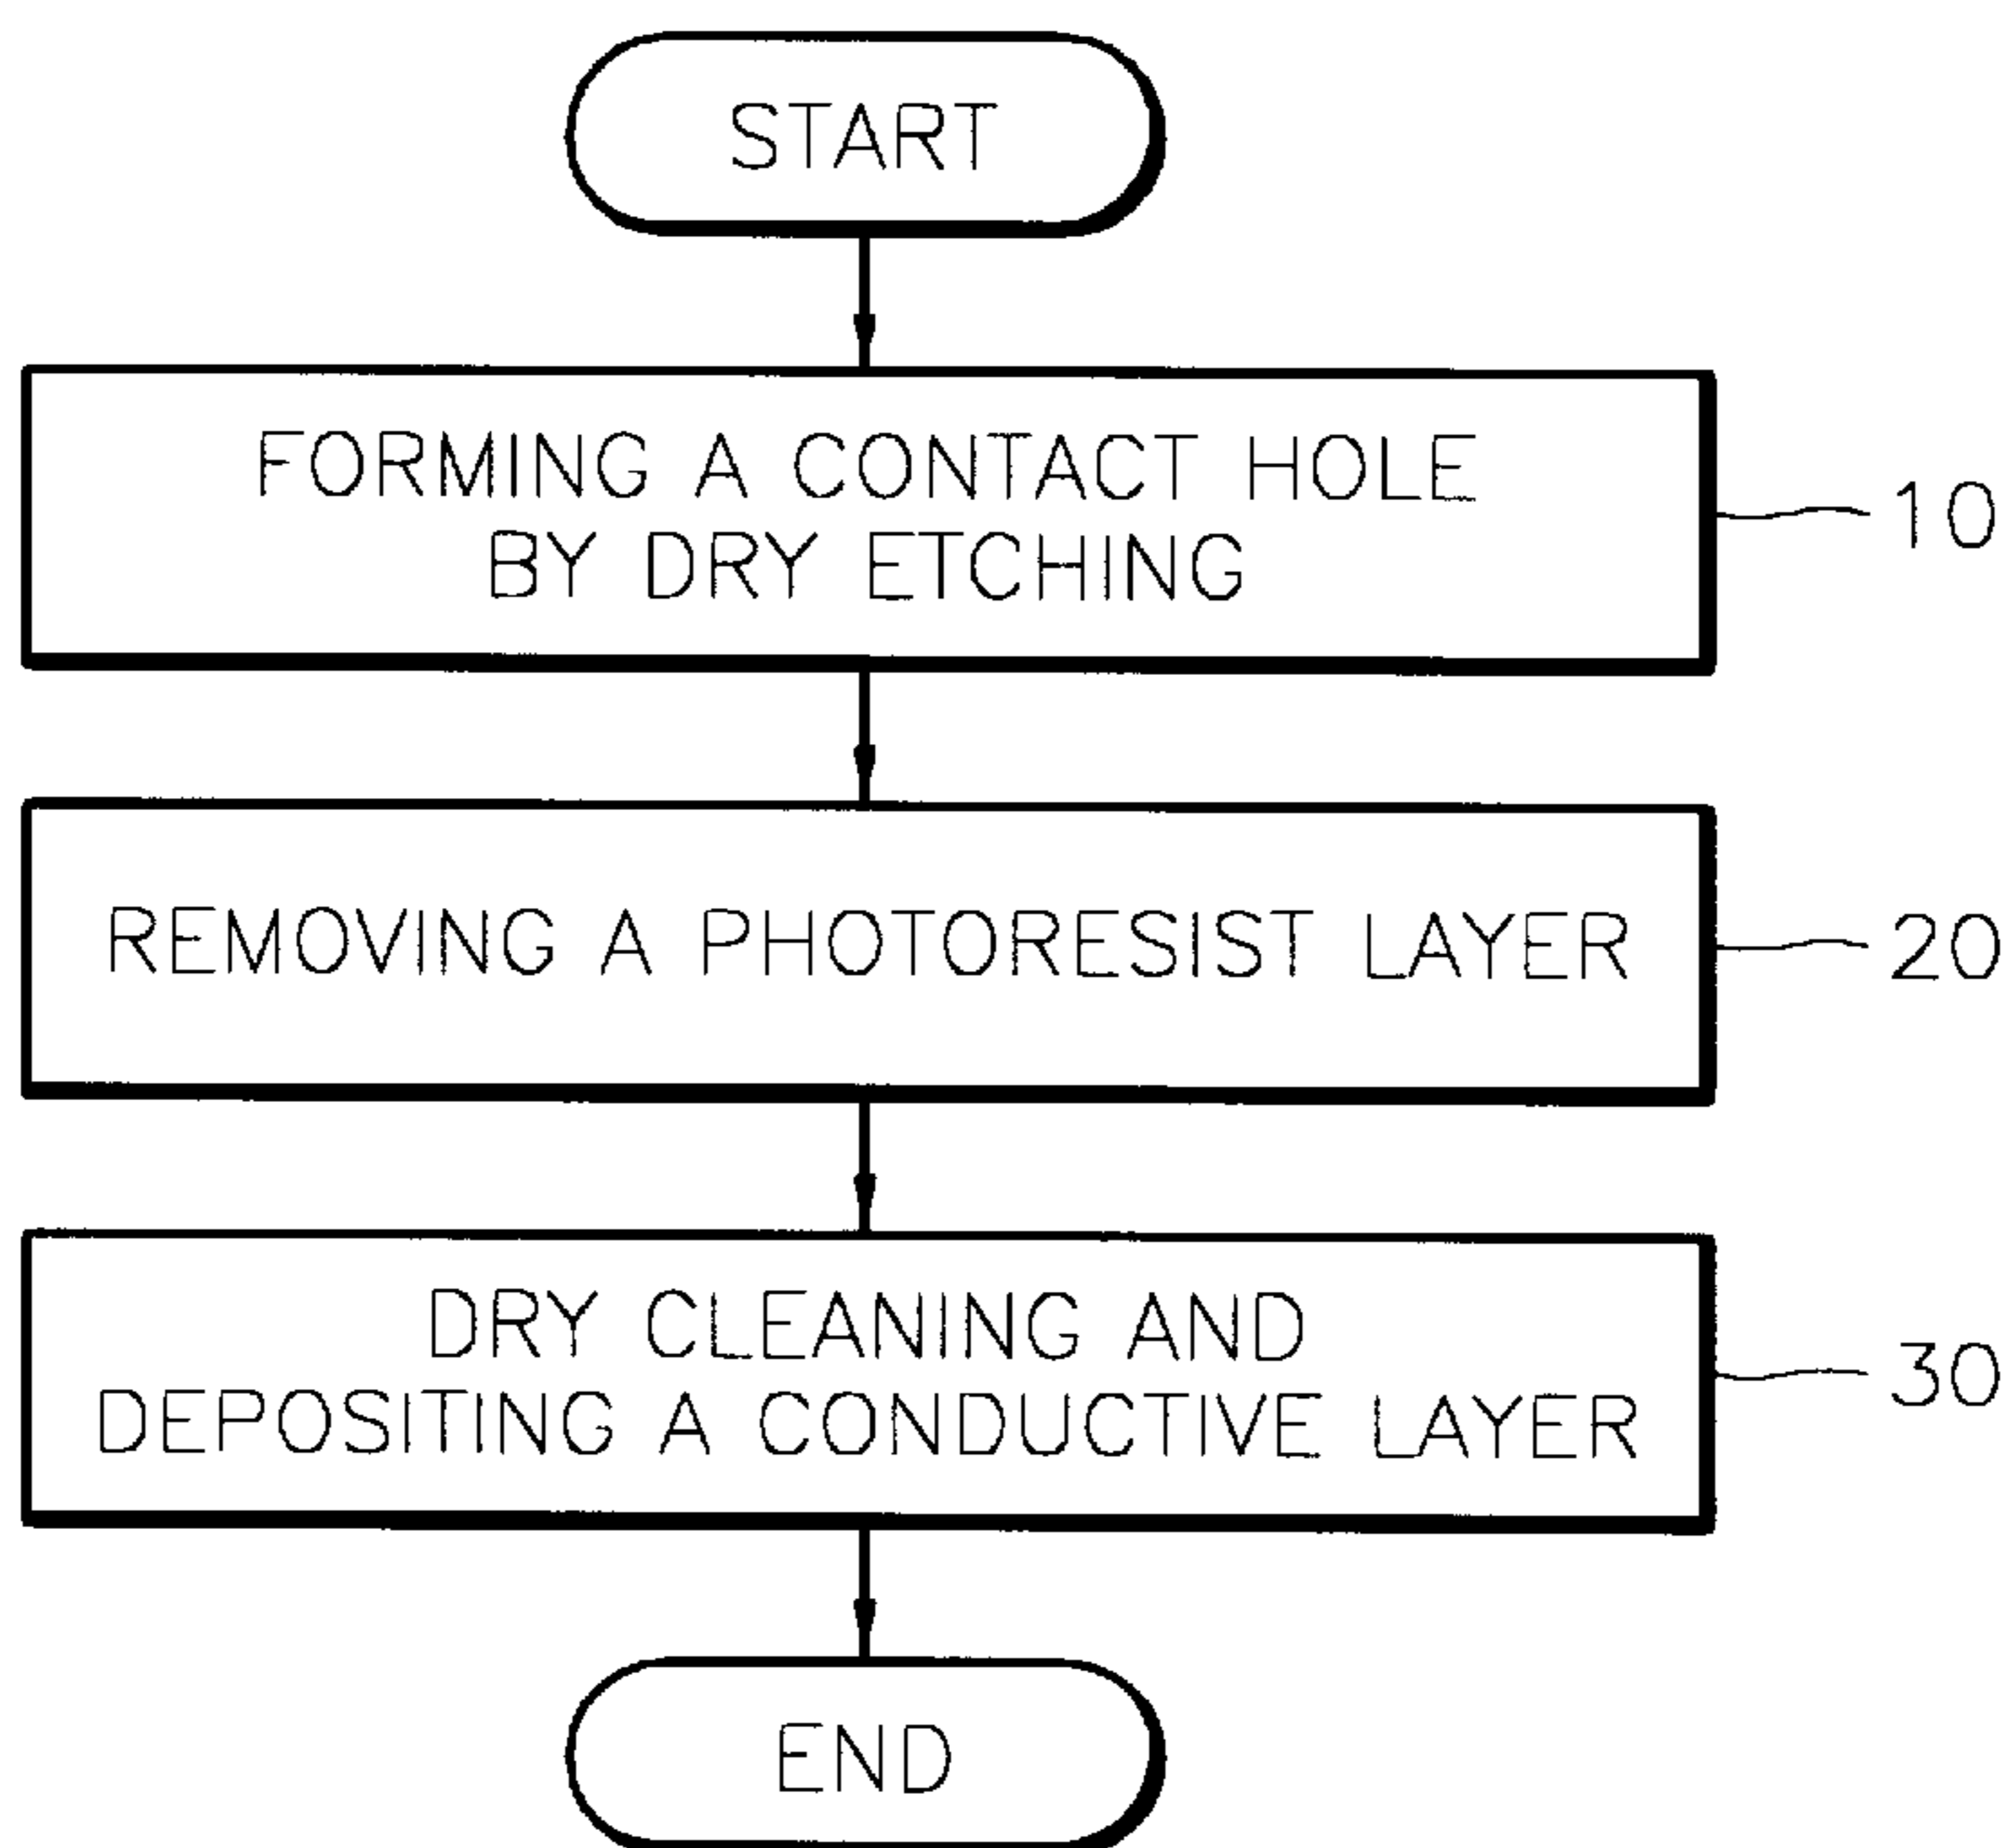 START
FORMING A CONTACT HOLE
BY DRY ETCHING
10
REMOVING A PHOTORESIST LAYER
20
DRY CLEANING AND
DEPOSITING A CONDUCTIVE LAYER
30
END